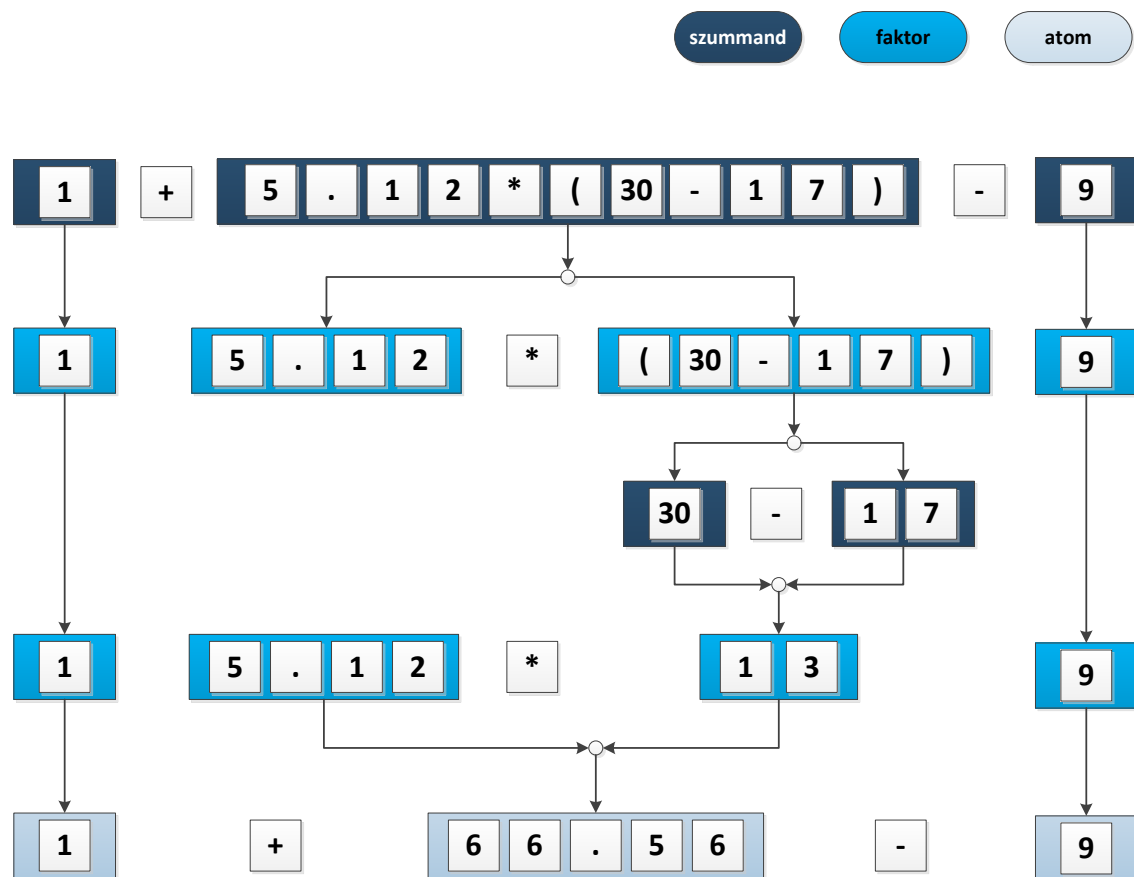 szummand faktor atom
1 + 5 . 1 2 * ( 30 - 1 7 ) - 9
1 5 . 1 2 * ( 30 - 1 7 ) 9
30 - 1 7
1 5 . 1 2 * 1 3 9
1 + 6 6 . 5 6 - 9